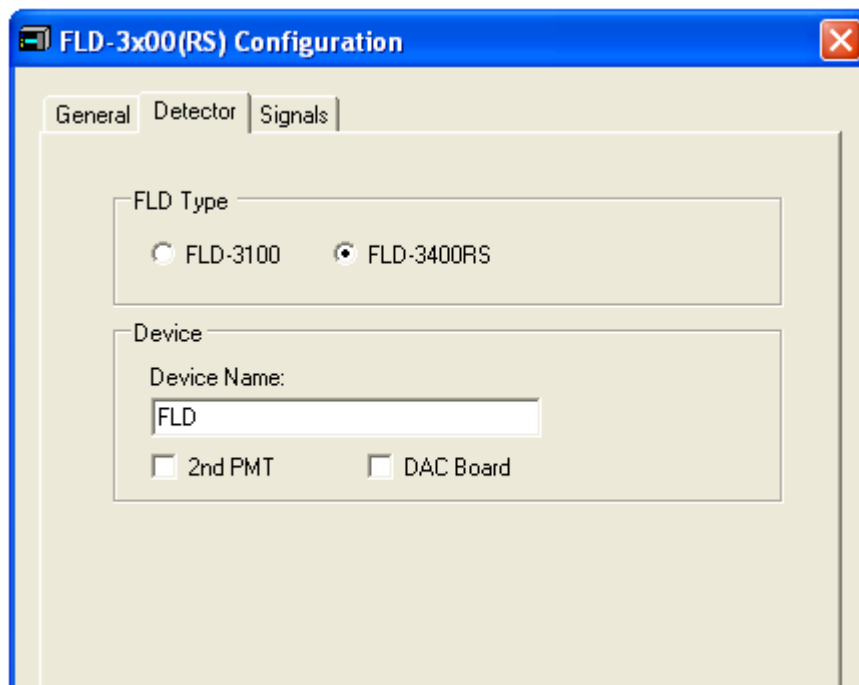 FLD-3x00(RS) Configuration
General Detector Signals
FLD Type
FLD-3100 FLD-3400RS
Device
Device Name:
FLD
2nd PMT DAC Board